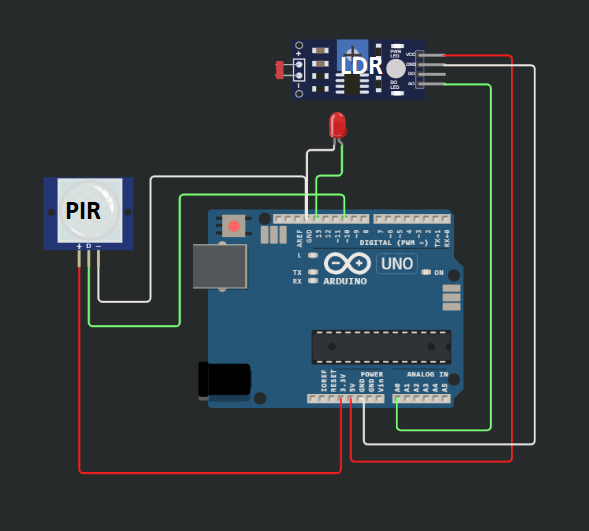 PWR
LED
VCC
GND
DO
AO
LDR
DO
LED
PIR
+ D −
AREF
GND
13
12
~11
~10
~9
8
7
~6
~5
4
~3
2
TX→1
RX←0
DIGITAL (PWM ~)
L
TX
RX
UNO
ARDUINO
ON
IOREF
RESET
3.3V
5V
GND
GND
Vin
POWER
ANALOG IN
A0
A1
A2
A3
A4
A5